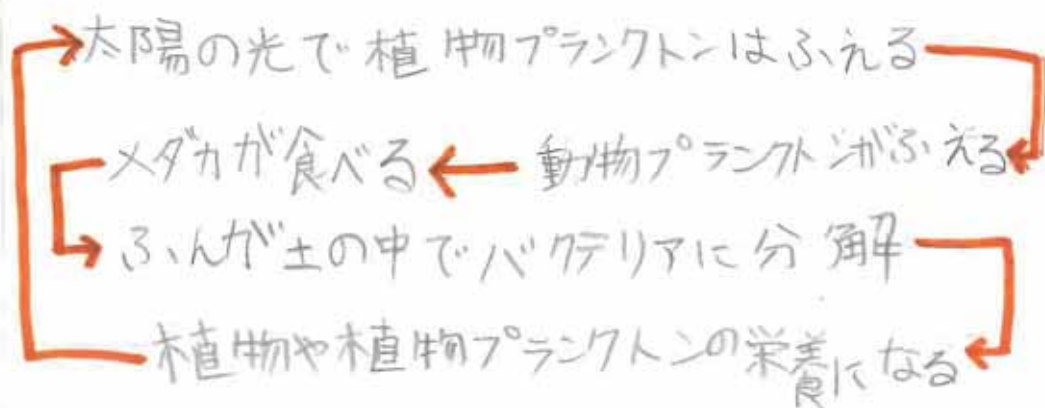 太陽の光で植物プランクトンはふえる
メダカが食べる ← 動物プランクトンがふえる
ふんが土の中でバクテリアに分解
植物や植物プランクトンの栄養になる